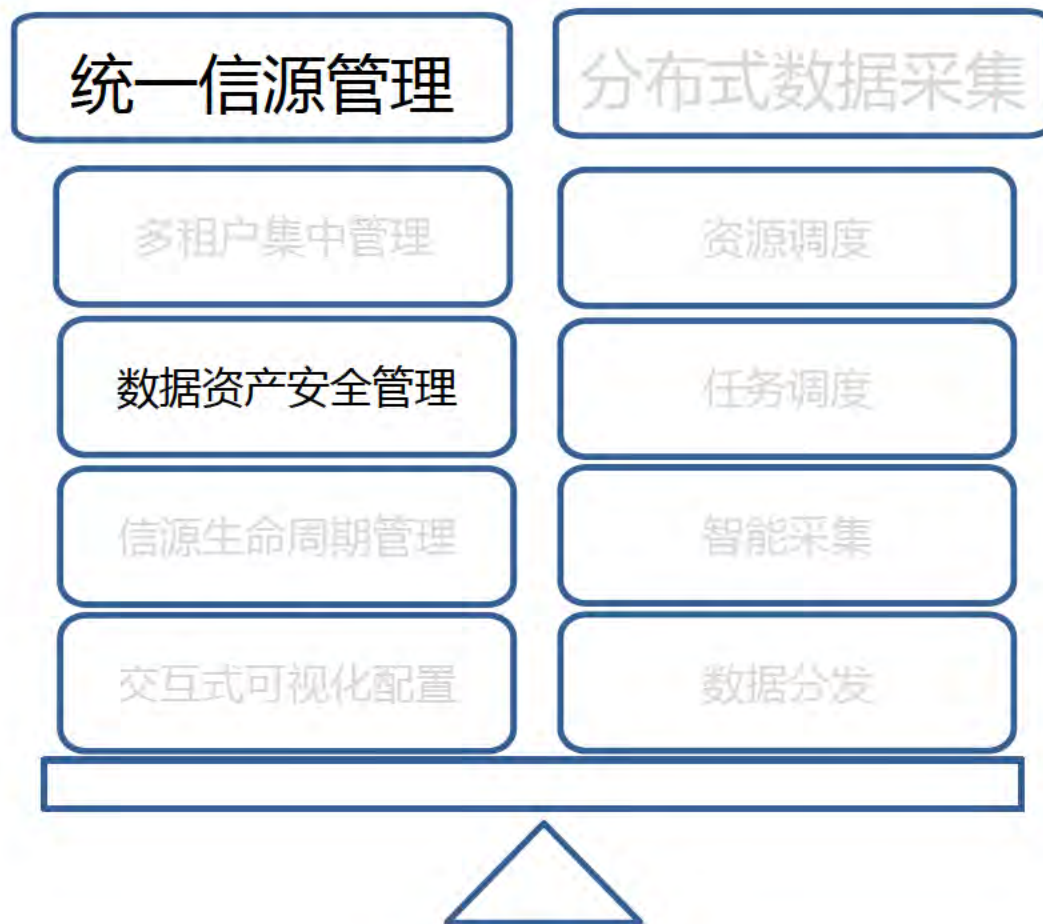 统一信源管理
分布式数据采集
多租户集中管理
资源调度
数据资产安全管理
任务调度
信源生命周期管理
智能采集
交互式可视化配置
数据分发